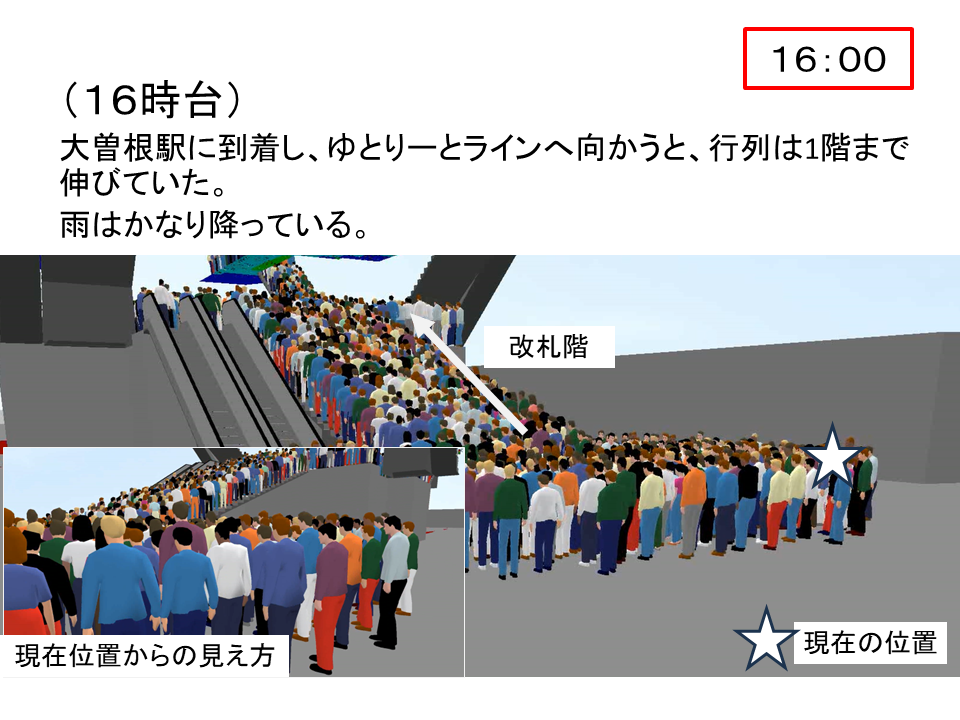 １６：００
（１６時台）
大曽根駅に到着し、ゆとりーとラインへ向かうと、行列は1階まで
伸びていた。
雨はかなり降っている。
改札階
現在位置からの見え方
現在の位置